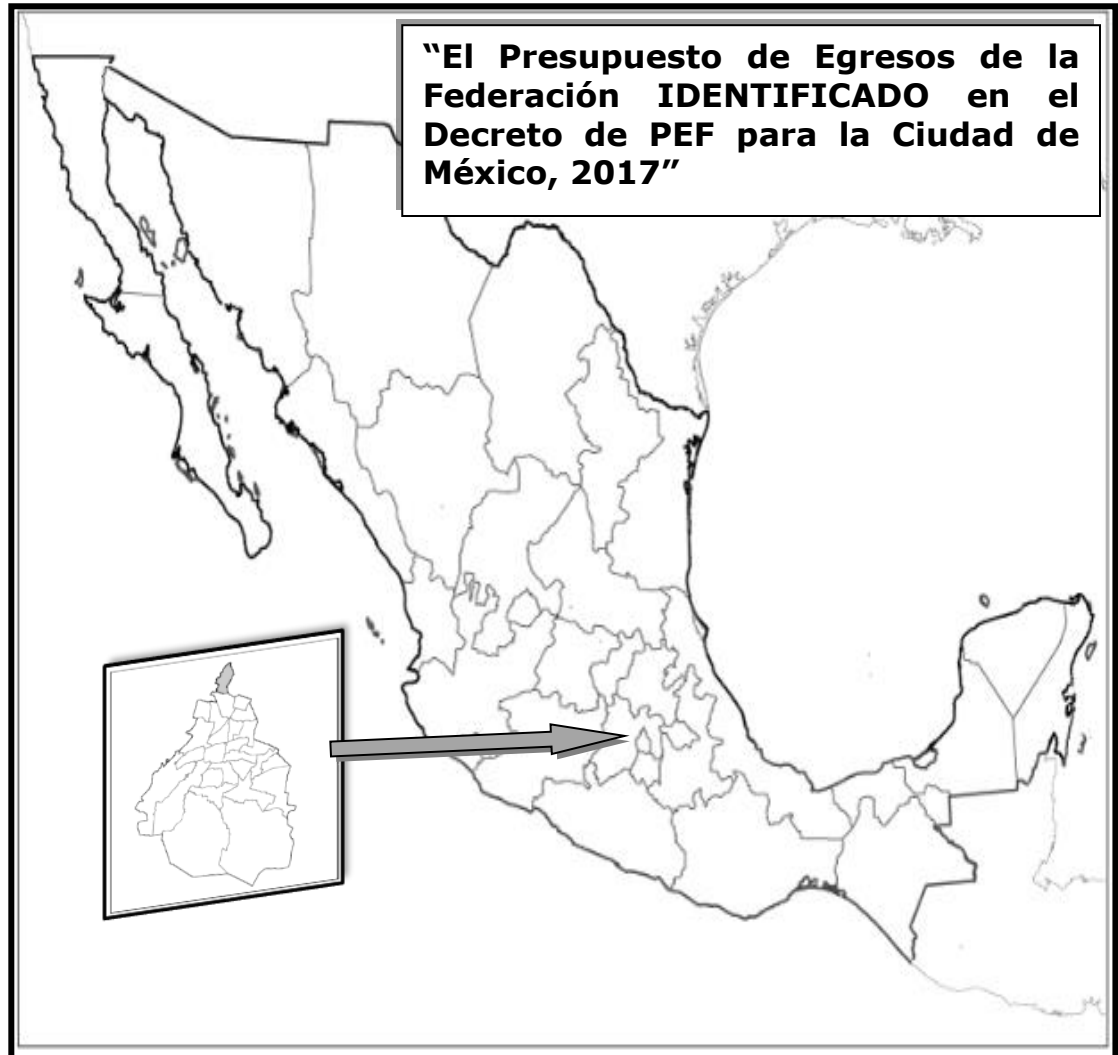 “El Presupuesto de Egresos de la
Federación IDENTIFICADO en el
Decreto de PEF para la Ciudad de
México, 2017”